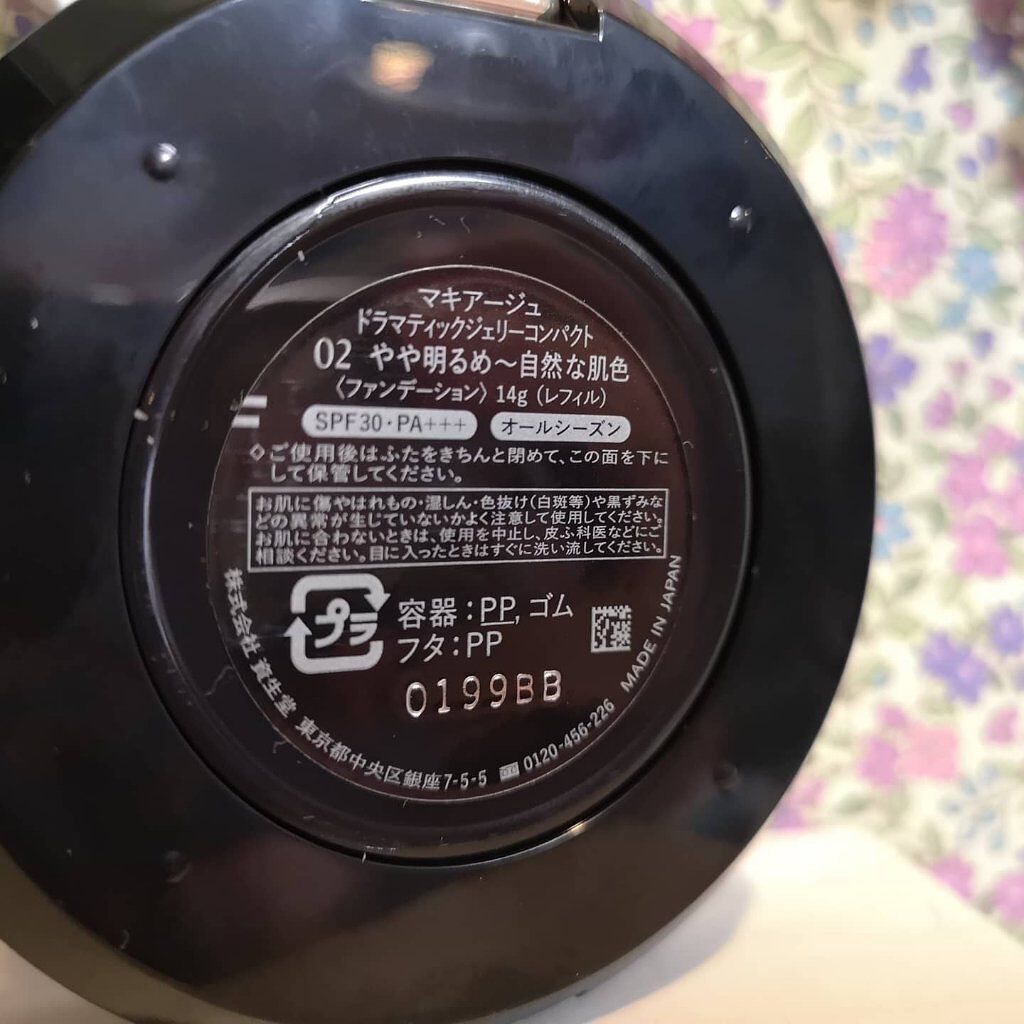 マキアージュ
ドラマティックジェリーコンパクト
02 やや明るめ～自然な肌色
〈ファンデーション〉14g（レフィル）
SPF30・PA+++ オールシーズン
◇ご使用後はふたをきちんと閉めて、この面を下に
して保管してください。
お肌に傷やはれもの・湿しん・色抜け（白斑等）や黒ずみな
どの異常が生じていないかよく注意して使用してください。
お肌に合わないときは、使用を中止し、皮ふ科医などにご
相談ください。目に入ったときはすぐに洗い流してください。
プラ
容器：PP, ゴム
フタ：PP
0199BB
株式会社 資生堂 東京都中央区銀座7-5-5 0120-456-226 MADE IN JAPAN